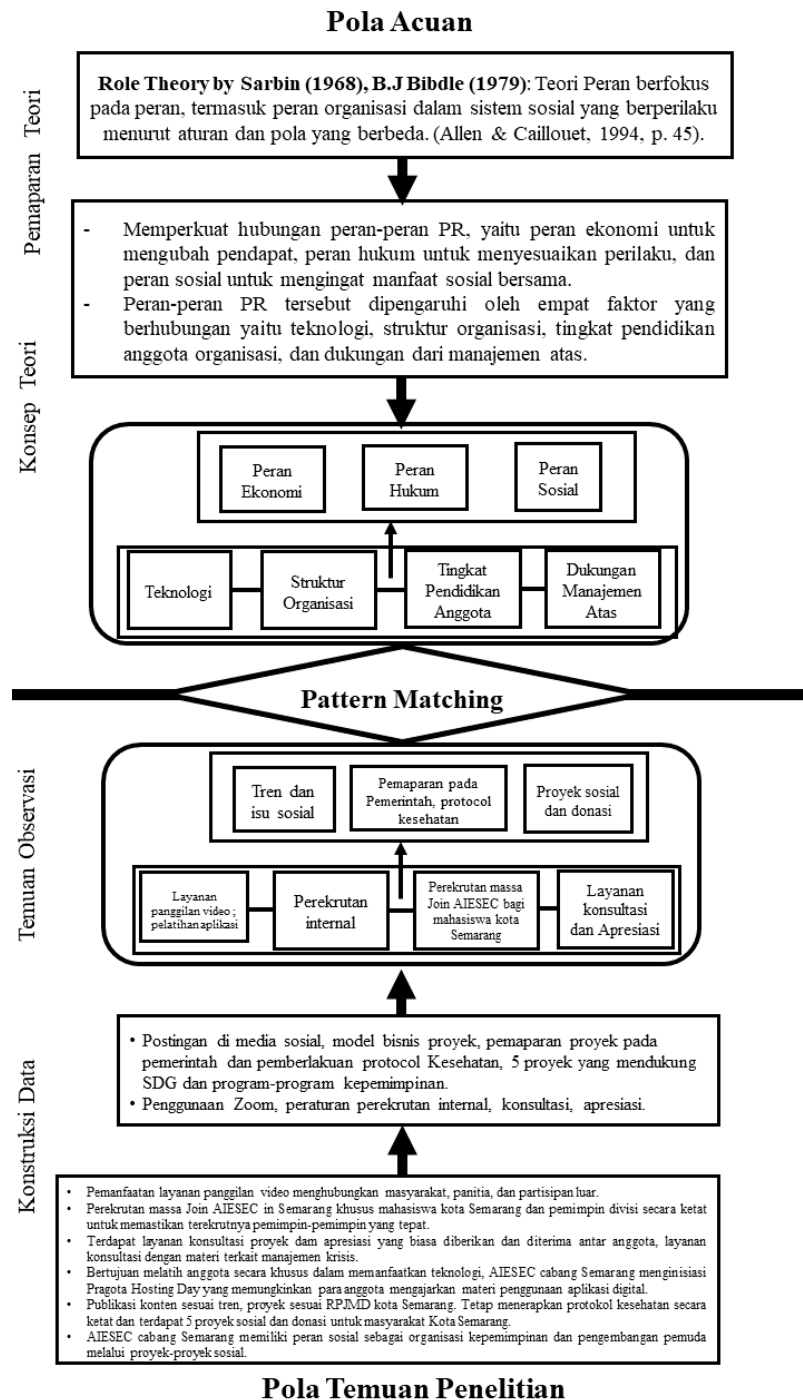 Pola Acuan
Pemaparan Teori
Role Theory by Sarbin (1968), B.J Bibdle (1979): Teori Peran berfokus
pada peran, termasuk peran organisasi dalam sistem sosial yang berperilaku
menurut aturan dan pola yang berbeda. (Allen & Caillouet, 1994, p. 45).
Konsep Teori
- Memperkuat hubungan peran-peran PR, yaitu peran ekonomi untuk
mengubah pendapat, peran hukum untuk menyesuaikan perilaku, dan
peran sosial untuk mengingat manfaat sosial bersama.
- Peran-peran PR tersebut dipengaruhi oleh empat faktor yang
berhubungan yaitu teknologi, struktur organisasi, tingkat pendidikan
anggota organisasi, dan dukungan dari manajemen atas.
Peran
Ekonomi
Peran
Hukum
Peran
Sosial
Teknologi
Struktur
Organisasi
Tingkat
Pendidikan
Anggota
Dukungan
Manajemen
Atas
Pattern Matching
Temuan Observasi
Tren dan
isu sosial
Pemaparan pada
Pemerintah, protocol
kesehatan
Proyek sosial
dan donasi
Layanan
panggilan video ;
pelatihan aplikasi
Perekrutan
internal
Perekrutan massa
Join AIESEC bagi
mahasiswa kota
Semarang
Layanan
konsultasi
dan Apresiasi
Konstruksi Data
• Postingan di media sosial, model bisnis proyek, pemaparan proyek pada
pemerintah dan pemberlakuan protocol Kesehatan, 5 proyek yang mendukung
SDG dan program-program kepemimpinan.
• Penggunaan Zoom, peraturan perekrutan internal, konsultasi, apresiasi.
• Pemanfaatan layanan panggilan video menghubungkan masyarakat, panitia, dan partisipan luar.
• Perekrutan massa Join AIESEC in Semarang khusus mahasiswa kota Semarang dan pemimpin divisi secara ketat
untuk memastikan terekrutnya pemimpin-pemimpin yang tepat.
• Terdapat layanan konsultasi proyek dam apresiasi yang biasa diberikan dan diterima antar anggota, layanan
konsultasi dengan materi terkait manajemen krisis.
• Bertujuan melatih anggota secara khusus dalam memanfaatkan teknologi, AIESEC cabang Semarang menginisiasi
Pragota Hosting Day yang memungkinkan para anggota mengajarkan materi penggunaan aplikasi digital.
• Publikasi konten sesuai tren, proyek sesuai RPJMD kota Semarang. Tetap menerapkan protokol kesehatan secara
ketat dan terdapat 5 proyek sosial dan donasi untuk masyarakat Kota Semarang.
• AIESEC cabang Semarang memiliki peran sosial sebagai organisasi kepemimpinan dan pengembangan pemuda
melalui proyek-proyek sosial.
Pola Temuan Penelitian